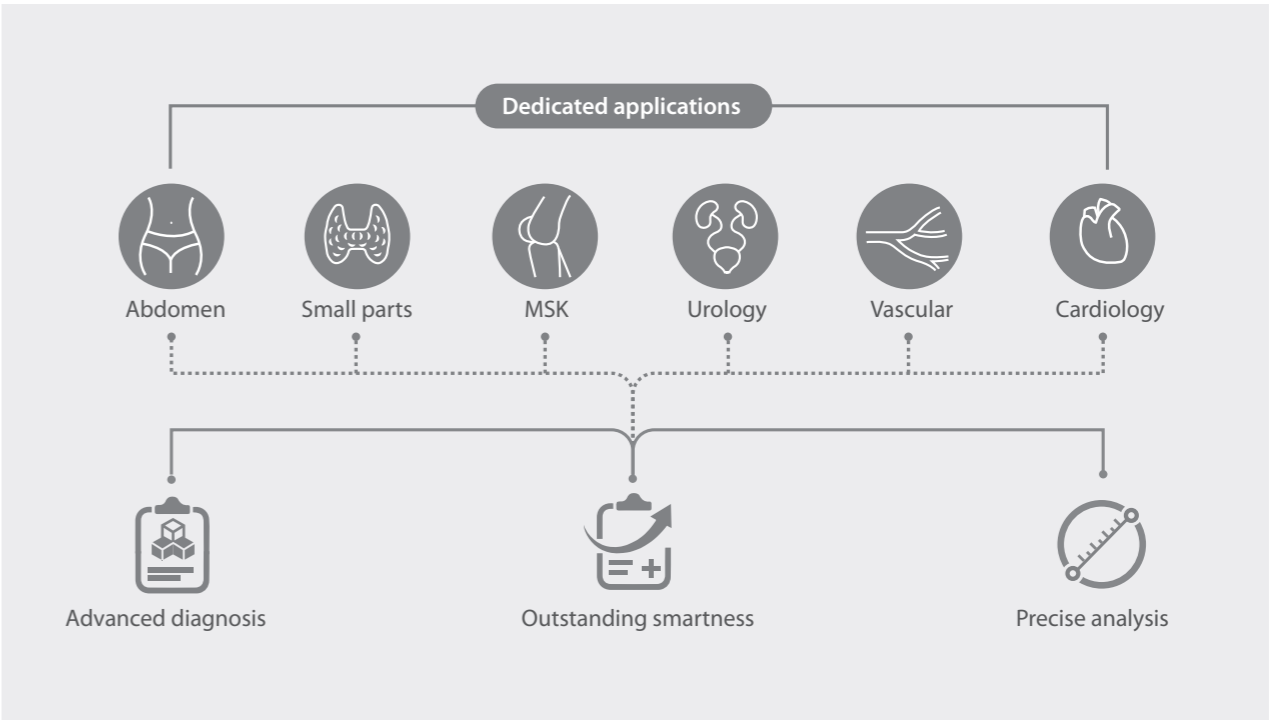 Dedicated applications
Abdomen
Small parts
MSK
Urology
Vascular
Cardiology
Advanced diagnosis
Outstanding smartness
Precise analysis